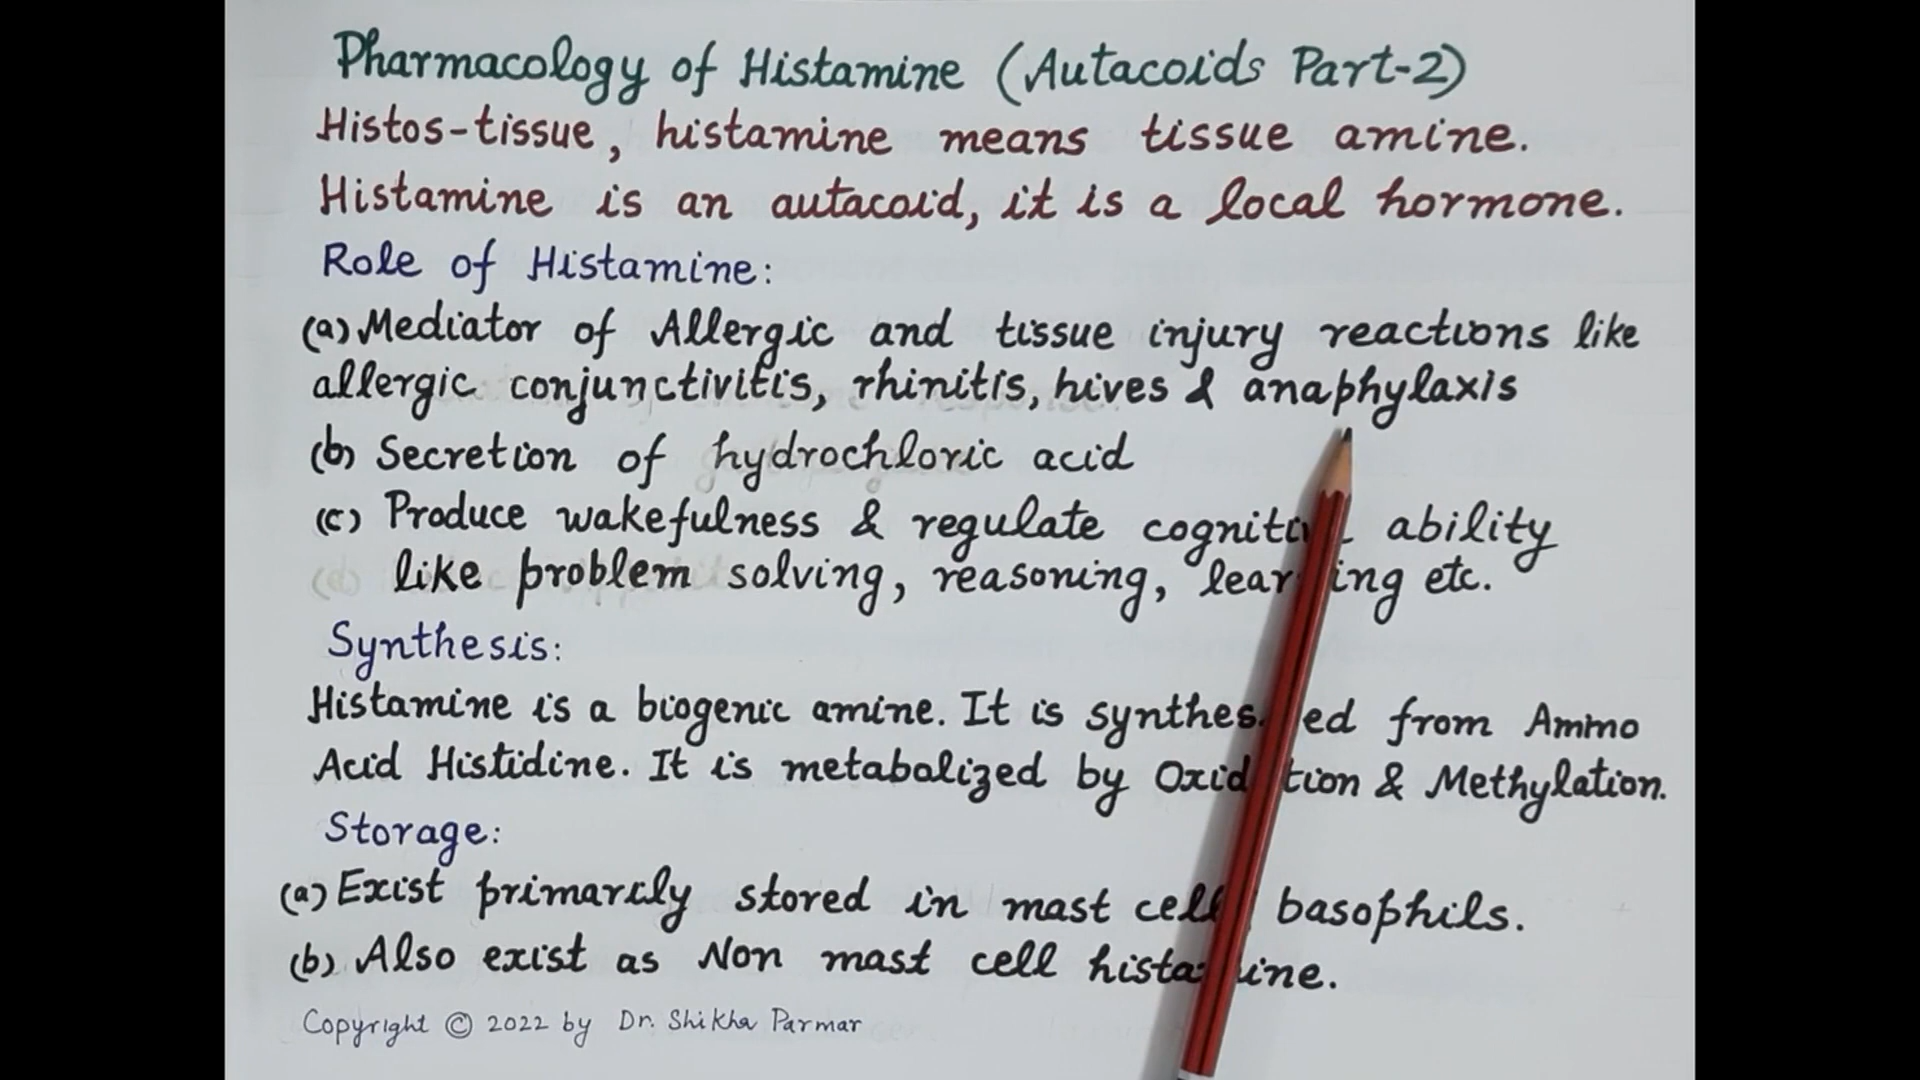 Pharmacology of Histamine (Autacoids Part-2)
Histos-tissue, histamine means tissue amine.
Histamine is an autacoid, it is a local hormone.
Role of Histamine:
(a) Mediator of Allergic and tissue injury reactions like
allergic conjunctivitis, rhinitis, hives & anaphylaxis
(b) Secretion of hydrochloric acid
(c) Produce wakefulness & regulate ability
like problem solving, reasoning, etc.
Synthesis:
Histamine is a biogenic amine. It is from Amino
Acid Histidine. It is metabolized by & Methylation.
Storage:
(a) Exist primarily stored in mast basophils.
(b) Also exist as Non mast cell
Copyright © 2022 by Dr. Shikha Parmar